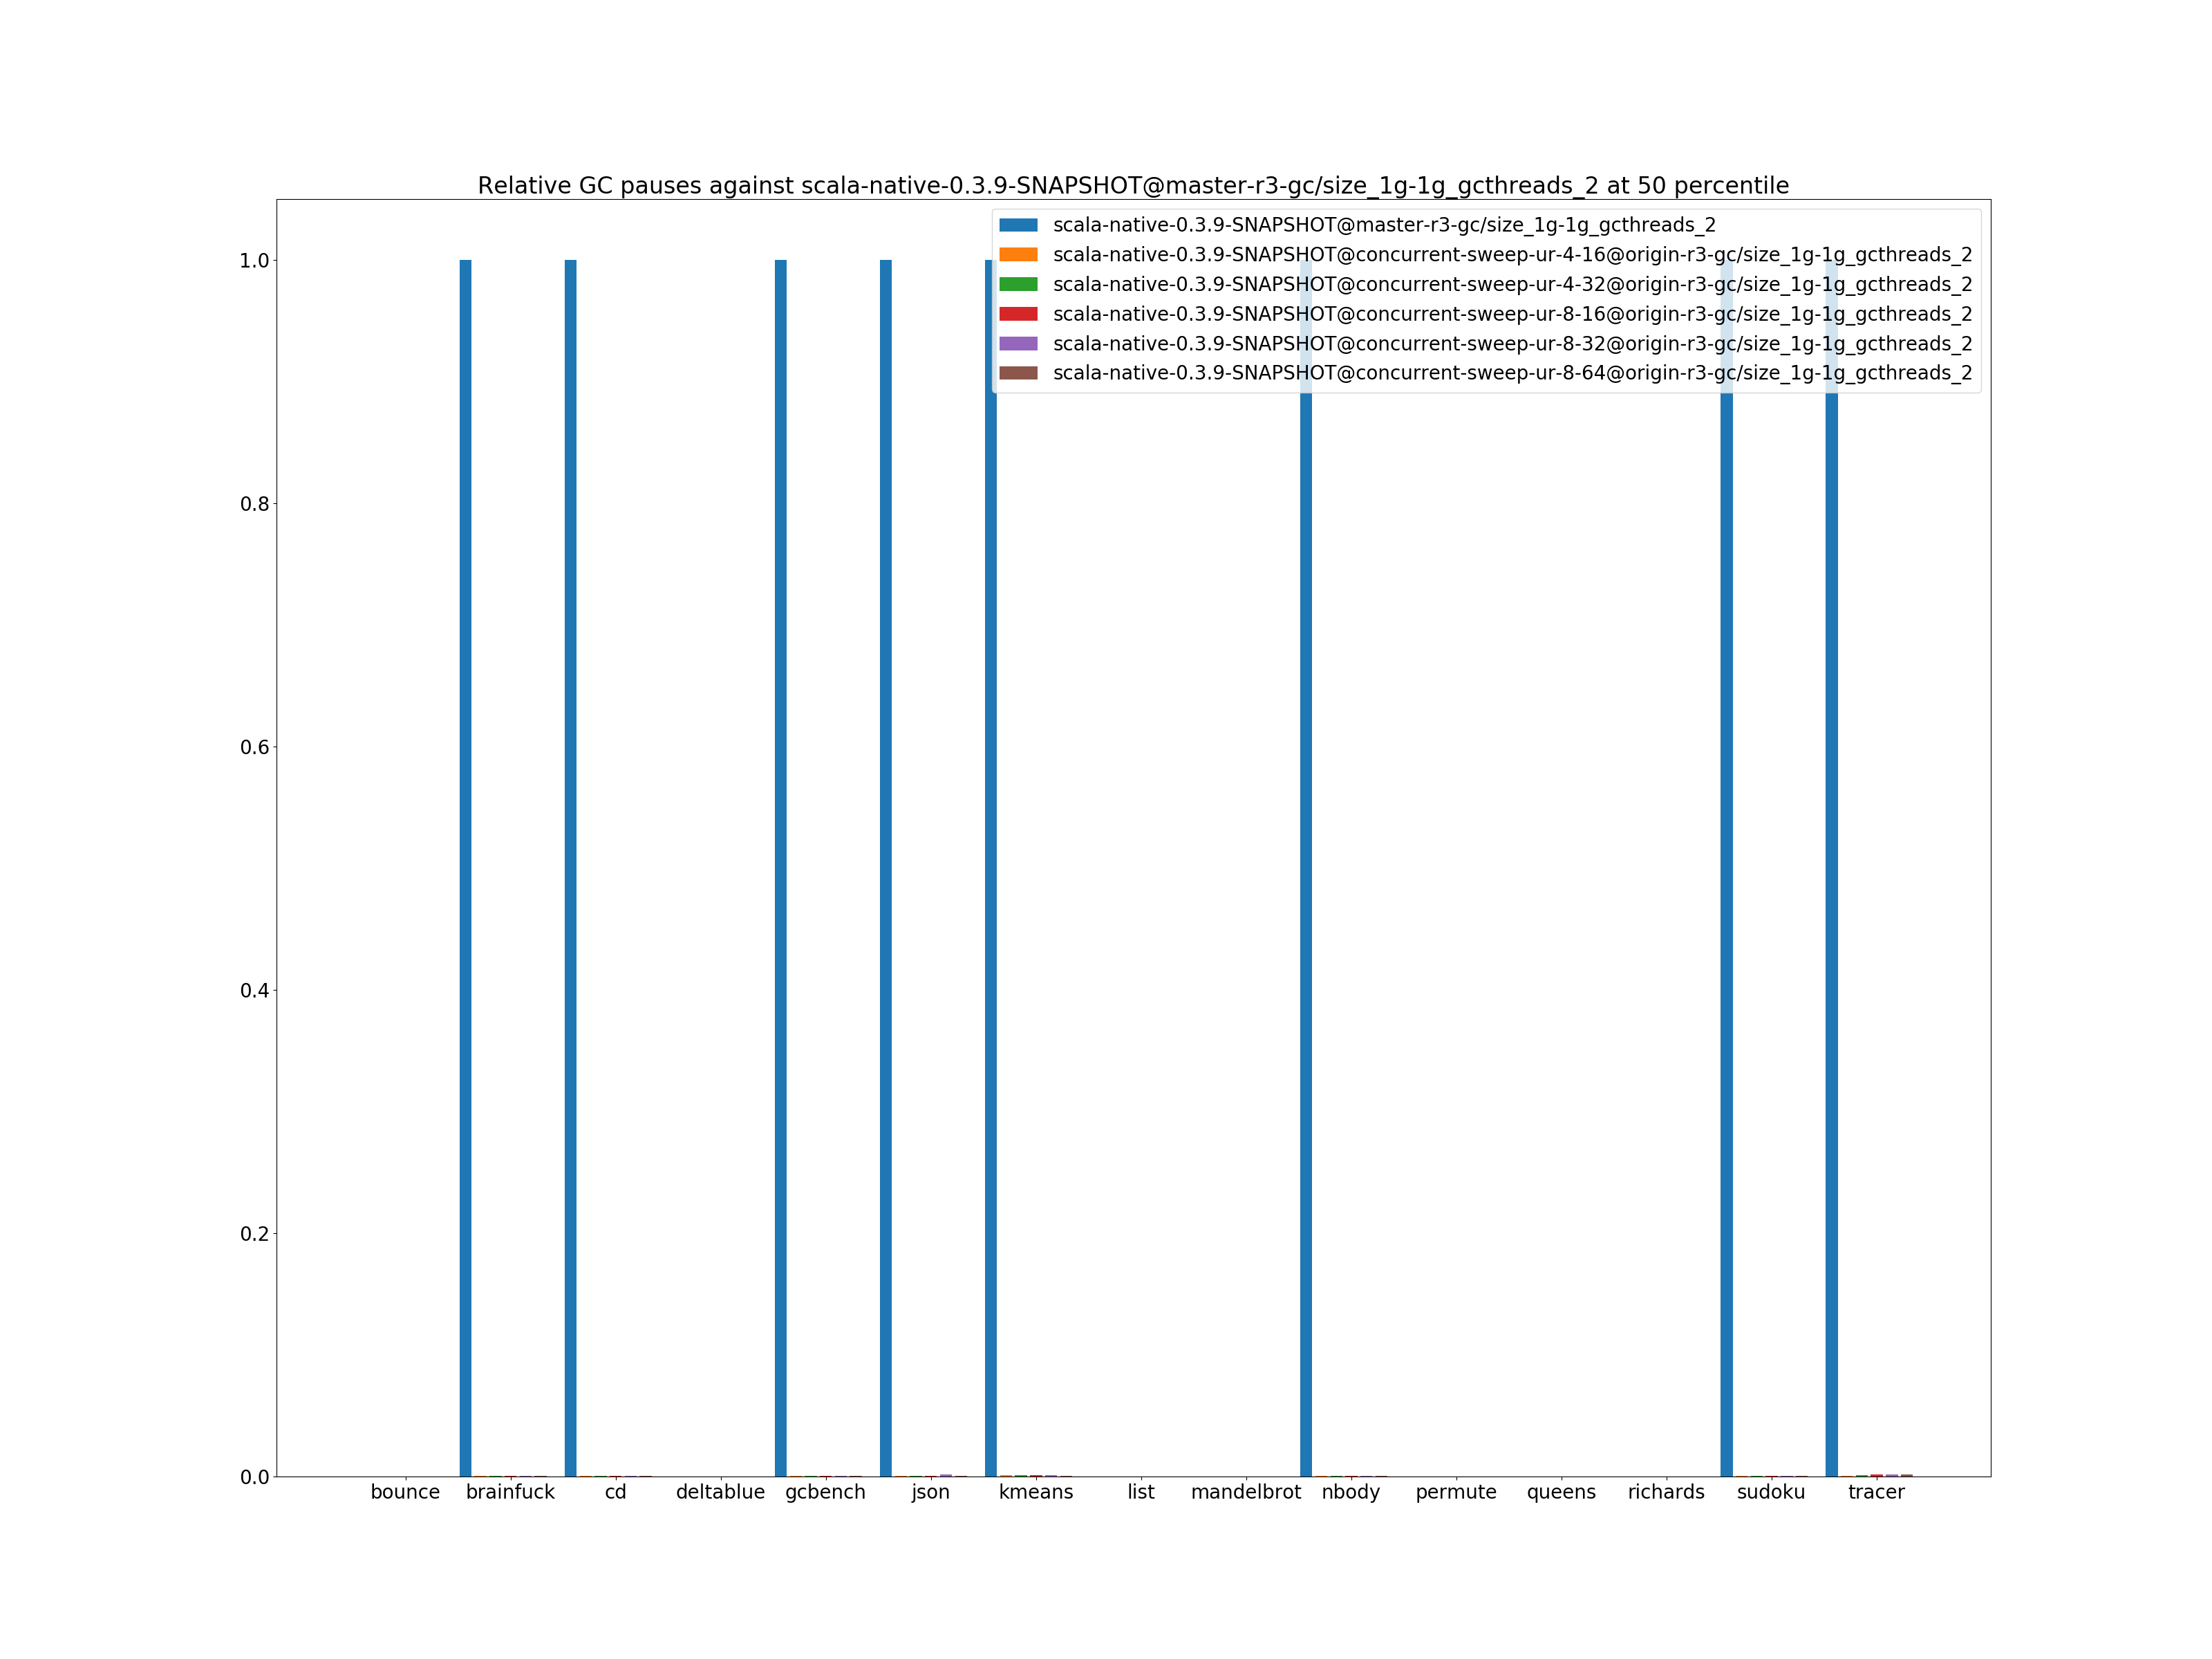 Relative GC pauses against scala-native-0.3.9-SNAPSHOT@master-r3-gc/size_1g-1g_gcthreads_2 at 50 percentile
scala-native-0.3.9-SNAPSHOT@master-r3-gc/size_1g-1g_gcthreads_2
scala-native-0.3.9-SNAPSHOT@concurrent-sweep-ur-4-16@origin-r3-gc/size_1g-1g_gcthreads_2
scala-native-0.3.9-SNAPSHOT@concurrent-sweep-ur-4-32@origin-r3-gc/size_1g-1g_gcthreads_2
scala-native-0.3.9-SNAPSHOT@concurrent-sweep-ur-8-16@origin-r3-gc/size_1g-1g_gcthreads_2
scala-native-0.3.9-SNAPSHOT@concurrent-sweep-ur-8-32@origin-r3-gc/size_1g-1g_gcthreads_2
scala-native-0.3.9-SNAPSHOT@concurrent-sweep-ur-8-64@origin-r3-gc/size_1g-1g_gcthreads_2
1.0
0.8
0.6
0.4
0.2
0.0
bounce brainfuck cd deltablue gcbench json kmeans list mandelbrot nbody permute queens richards sudoku tracer